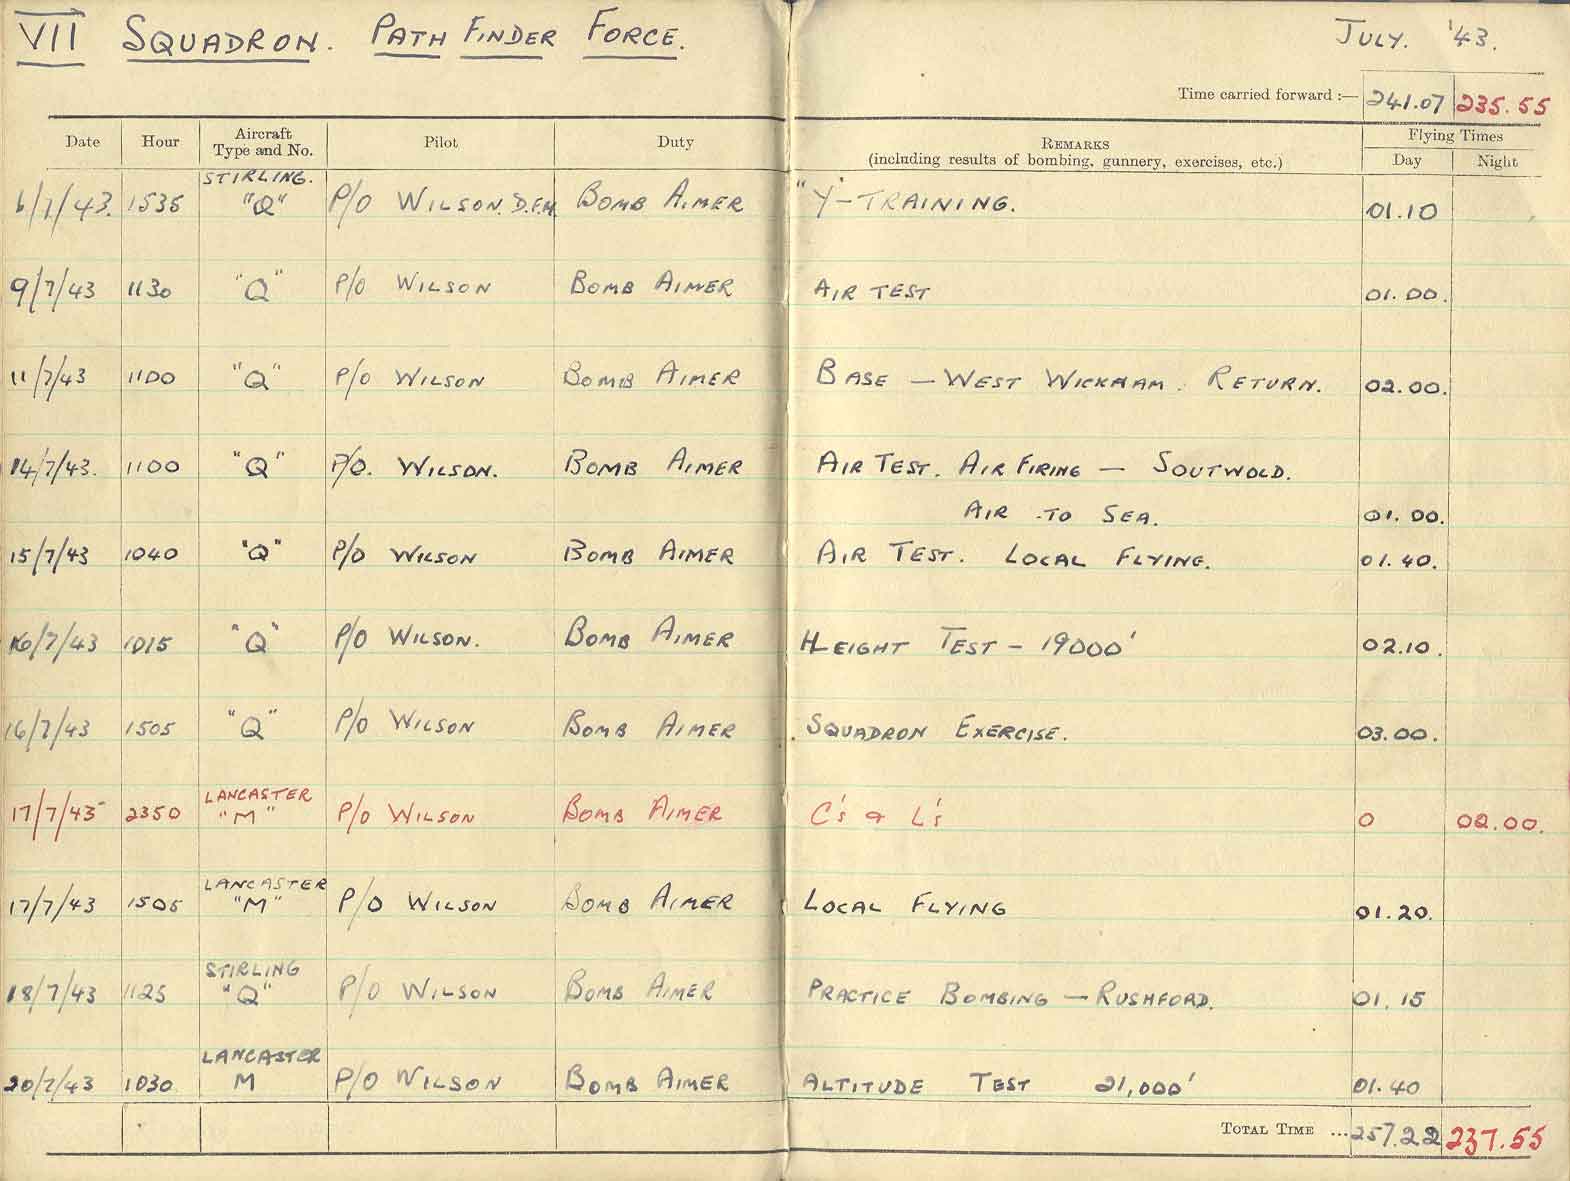 VII SQUADRON. PATH FINDER FORCE. JULY. '43.
Time carried forward :— 241.07 235.55
Date Hour Aircraft Type and No. Pilot Duty REMARKS (including results of bombing, gunnery, exercises, etc.) Flying Times Day Night
6/7/43. 1535 STIRLING. "Q" P/O WILSON. D.F.M. BOMB AIMER "Y"-TRAINING. 01.10
9/7/43 1130 "Q" P/O WILSON BOMB AIMER AIR TEST 01.00.
11/7/43 1100 "Q" P/O WILSON BOMB AIMER BASE — WEST WICKHAM. RETURN. 02.00.
14/7/43. 1100 "Q" P/O. WILSON. BOMB AIMER AIR TEST. AIR FIRING — SOUTWOLD.
AIR TO SEA. 01.00.
15/7/43 1040 "Q" P/O WILSON BOMB AIMER AIR TEST. LOCAL FLYING. 01.40.
16/7/43 1015 "Q" P/O WILSON. BOMB AIMER HEIGHT TEST - 19000' 02.10.
16/7/43 1505 "Q" P/O WILSON BOMB AIMER SQUADRON EXERCISE. 03.00.
17/7/43 2350 LANCASTER "M" P/O WILSON BOMB AIMER C's & L's 0 02.00.
17/7/43 1505 LANCASTER "M" P/O WILSON BOMB AIMER LOCAL FLYING 01.20.
18/7/43 1125 STIRLING "Q" P/O WILSON BOMB AIMER PRACTICE BOMBING — RUSHFORD. 01.15
20/7/43 1030 LANCASTER M P/O WILSON BOMB AIMER ALTITUDE TEST 21,000' 01.40
TOTAL TIME ... 257.22 237.55